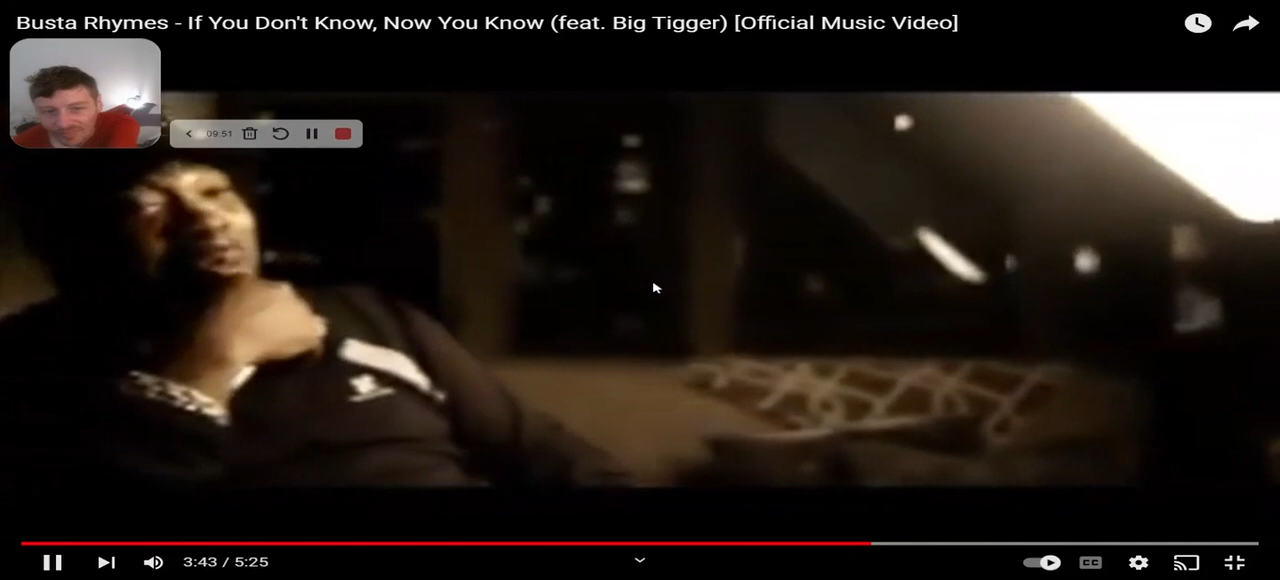 Busta Rhymes - If You Don't Know, Now You Know (feat. Big Tigger) [Official Music Video]
09:51
3:43 / 5:25
CC